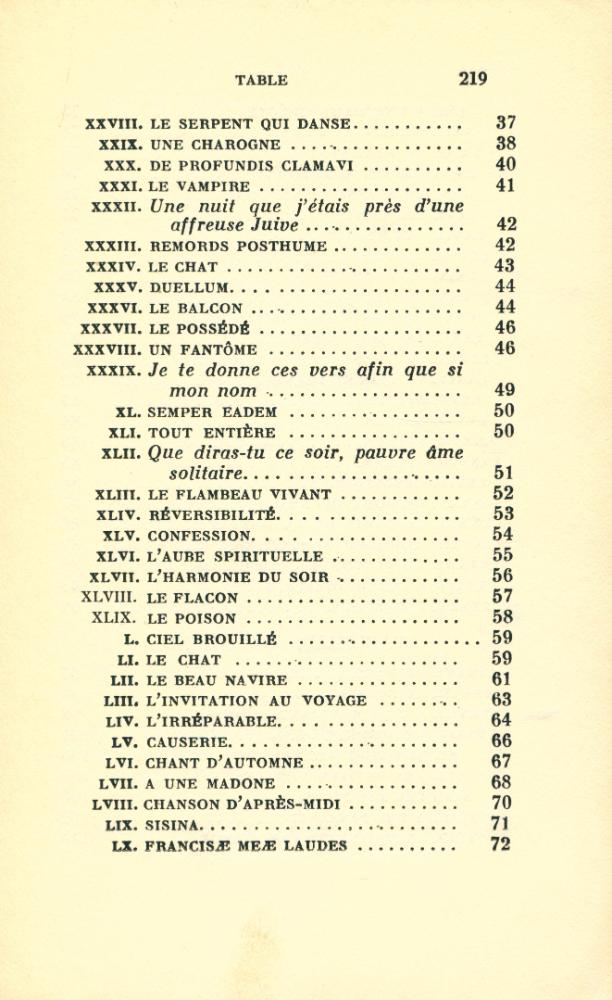 TABLE 219
XXVIII. LE SERPENT QUI DANSE........... 37
XXIX. UNE CHAROGNE ................ 38
XXX. DE PROFUNDIS CLAMAVI .......... 40
XXXI. LE VAMPIRE .................... 41
XXXII. Une nuit que j'étais près d'une
affreuse Juive ............... 42
XXXIII. REMORDS POSTHUME ............. 42
XXXIV. LE CHAT ....................... 43
XXXV. DUELLUM....................... 44
XXXVI. LE BALCON ..................... 44
XXXVII. LE POSSÉDÉ .................... 46
XXXVIII. UN FANTÔME ................... 46
XXXIX. Je te donne ces vers afin que si
mon nom ................... 49
XL. SEMPER EADEM ................. 50
XLI. TOUT ENTIÈRE ................. 50
XLII. Que diras-tu ce soir, pauvre âme
solitaire...................... 51
XLIII. LE FLAMBEAU VIVANT ............ 52
XLIV. RÉVERSIBILITÉ.................. 53
XLV. CONFESSION..................... 54
XLVI. L'AUBE SPIRITUELLE ............. 55
XLVII. L'HARMONIE DU SOIR ............ 56
XLVIII. LE FLACON ..................... 57
XLIX. LE POISON ...................... 58
L. CIEL BROUILLÉ ................... 59
LI. LE CHAT ....................... 59
LII. LE BEAU NAVIRE ................ 61
LIII. L'INVITATION AU VOYAGE ........ 63
LIV. L'IRRÉPARABLE.................. 64
LV. CAUSERIE....................... 66
LVI. CHANT D'AUTOMNE ............... 67
LVII. A UNE MADONE ................. 68
LVIII. CHANSON D'APRÈS-MIDI ........... 70
LIX. SISINA.......................... 71
LX. FRANCISÆ MEÆ LAUDES .......... 72